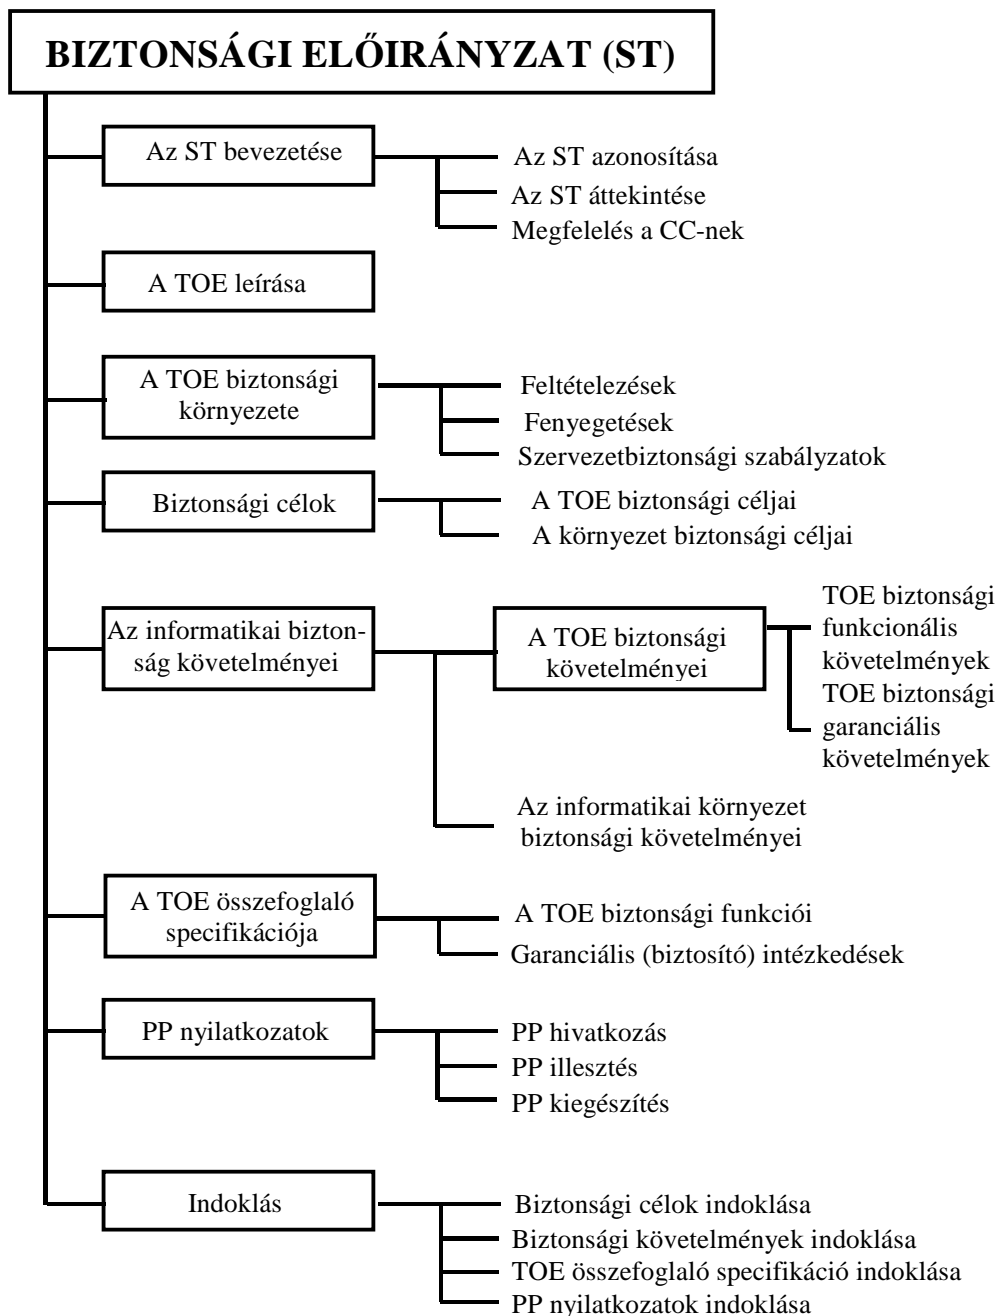 BIZTONSÁGI ELŐIRÁNYZAT (ST)
Az ST bevezetése
Az ST azonosítása
Az ST áttekintése
Megfelelés a CC-nek
A TOE leírása
A TOE biztonsági
környezete
Feltételezések
Fenyegetések
Szervezetbiztonsági szabályzatok
Biztonsági célok
A TOE biztonsági céljai
A környezet biztonsági céljai
Az informatikai bizton-
ság követelményei
A TOE biztonsági
követelményei
TOE biztonsági
funkcionális
követelmények
TOE biztonsági
garanciális
követelmények
Az informatikai környezet
biztonsági követelményei
A TOE összefoglaló
specifikációja
A TOE biztonsági funkciói
Garanciális (biztosító) intézkedések
PP nyilatkozatok
PP hivatkozás
PP illesztés
PP kiegészítés
Indoklás
Biztonsági célok indoklása
Biztonsági követelmények indoklása
TOE összefoglaló specifikáció indoklása
PP nyilatkozatok indoklása